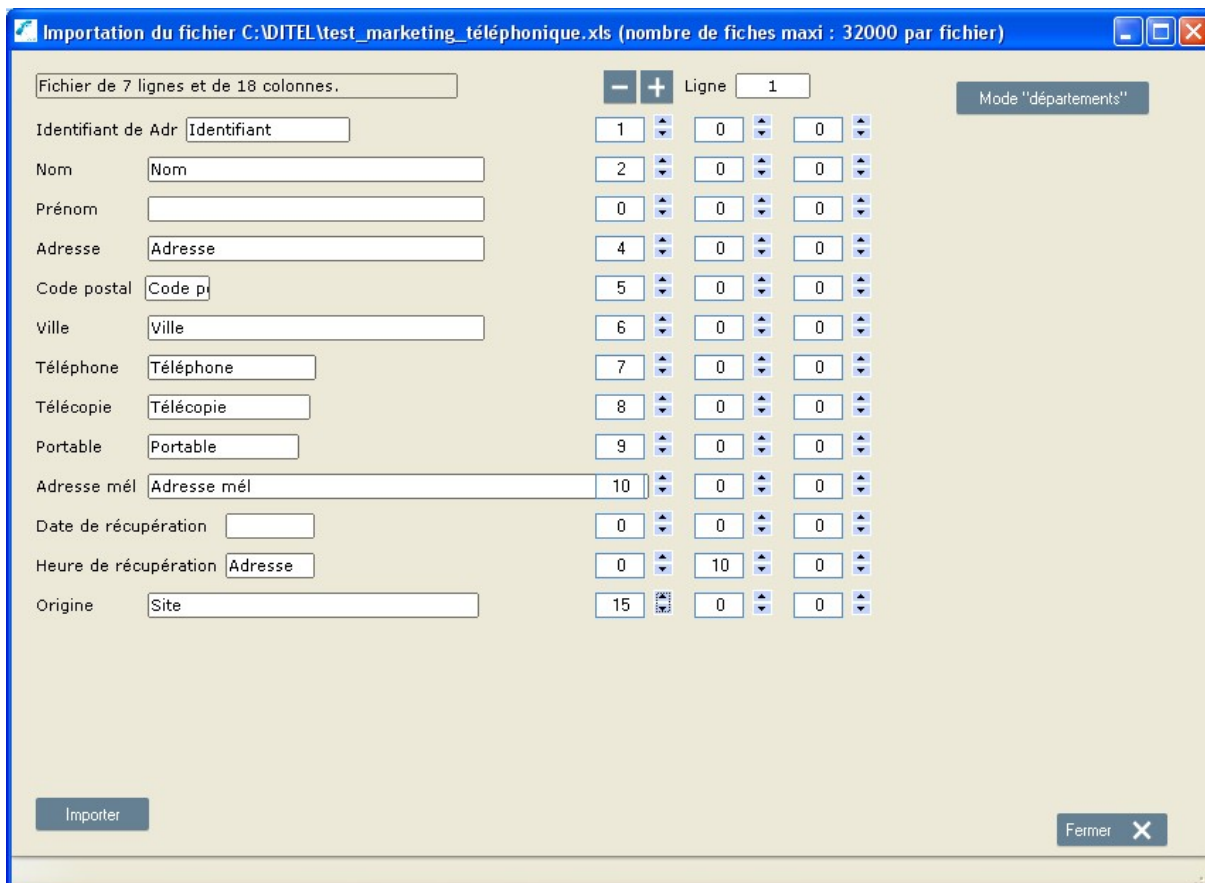 Importation du fichier C:\DITEL\test_marketing_téléphonique.xls (nombre de fiches maxi : 32000 par fichier)
Fichier de 7 lignes et de 18 colonnes. − + Ligne 1 Mode "départements"
Identifiant de Adr Identifiant 1 0 0
Nom Nom 2 0 0
Prénom 0 0 0
Adresse Adresse 4 0 0
Code postal Code p 5 0 0
Ville Ville 6 0 0
Téléphone Téléphone 7 0 0
Télécopie Télécopie 8 0 0
Portable Portable 9 0 0
Adresse mél Adresse mél 10 0 0
Date de récupération 0 0 0
Heure de récupération Adresse 0 10 0
Origine Site 15 0 0
Importer
Fermer